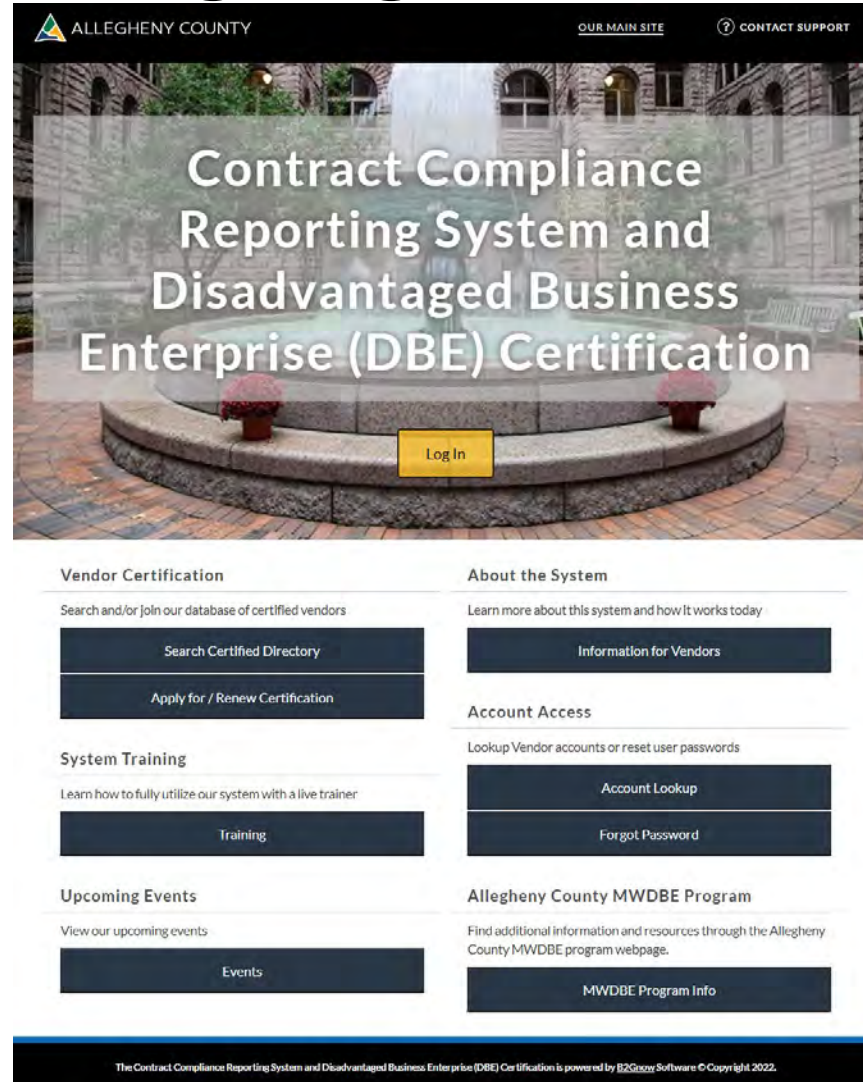 ALLEGHENY COUNTY
OUR MAIN SITE
? CONTACT SUPPORT
Contract Compliance
Reporting System and
Disadvantaged Business
Enterprise (DBE) Certification
Log In
Vendor Certification
Search and/or join our database of certified vendors
Search Certified Directory
Apply for / Renew Certification
System Training
Learn how to fully utilize our system with a live trainer
Training
Upcoming Events
View our upcoming events
Events
About the System
Learn more about this system and how it works today
Information for Vendors
Account Access
Lookup Vendor accounts or reset user passwords
Account Lookup
Forgot Password
Allegheny County MWDBE Program
Find additional information and resources through the Allegheny
County MWDBE program webpage.
MWDBE Program Info
The Contract Compliance Reporting System and Disadvantaged Business Enterprise (DBE) Certification is powered by B2Gnow Software © Copyright 2022.